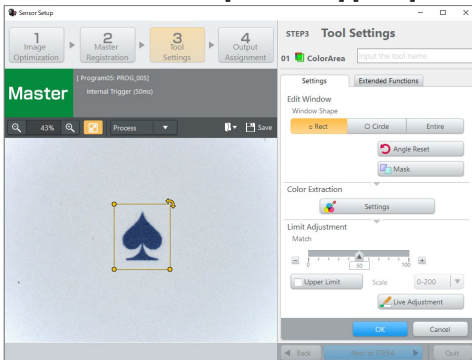 Sensor Setup
1
Image
Optimization
2
Master
Registration
3
Tool
Settings
4
Output
Assignment
Master
[ Program05: PROG_005]
Internal Trigger (50ms)
43%
Process
Save
STEP3 Tool Settings
01 ColorArea
Input the tool name
Settings
Extended Functions
Edit Window
Window Shape
Rect
Circle
Entire
Angle Reset
Mask
Color Extraction
Settings
Limit Adjustment
Match
0
50
100
Upper Limit
Scale
0-200
Live Adjustment
OK
Cancel
Back
Next to STEP4
Quit